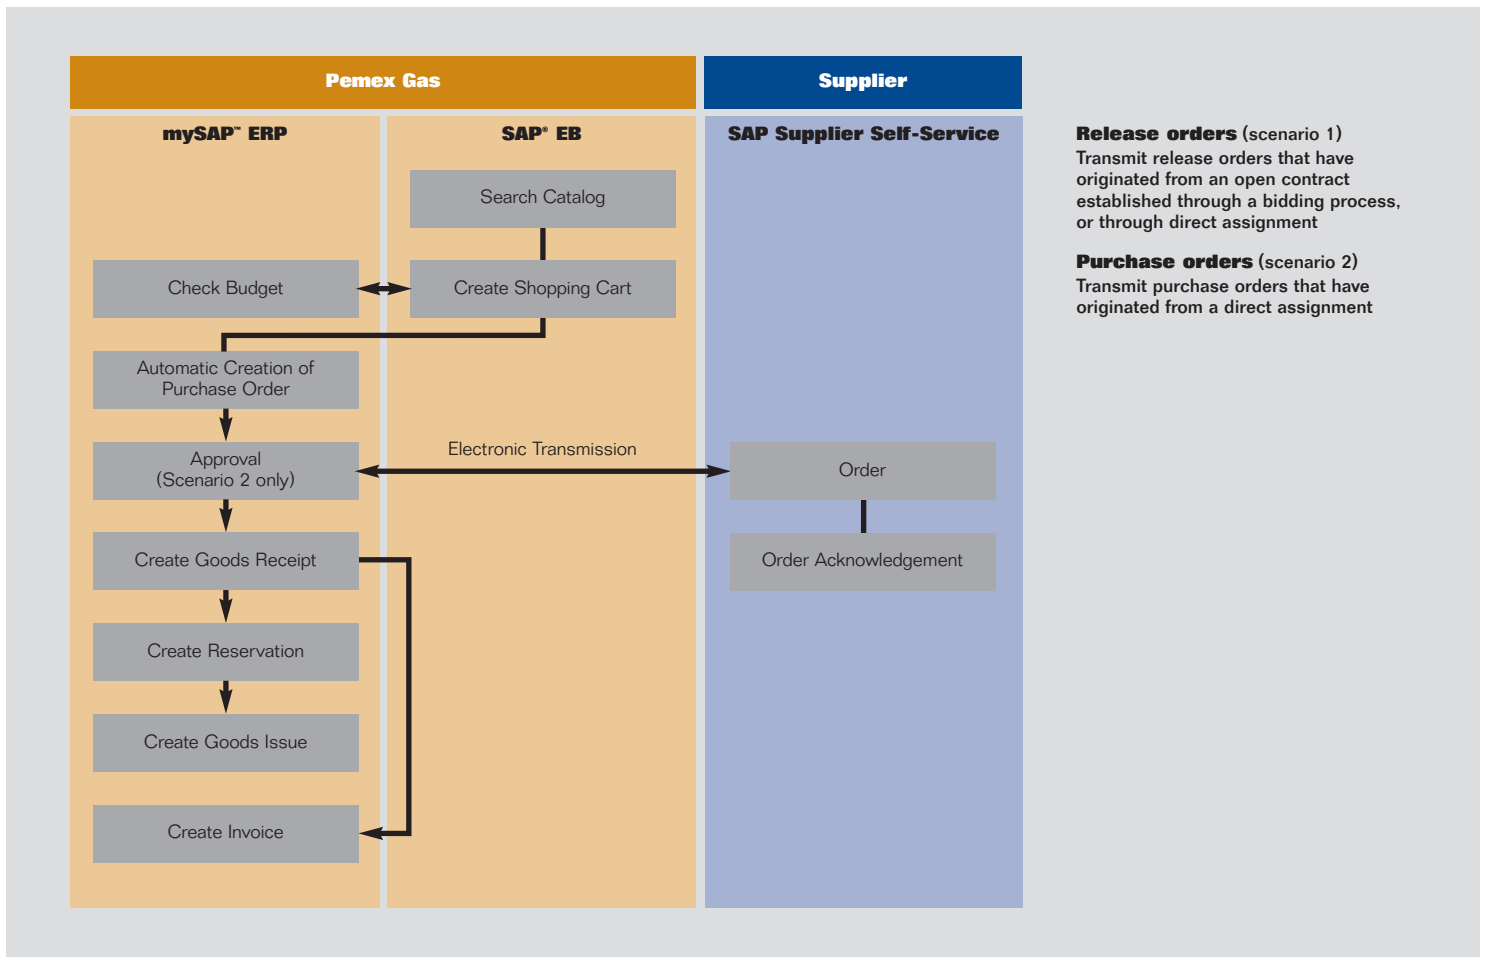 Pemex Gas
Supplier
mySAP™ ERP
SAP® EB
SAP Supplier Self-Service
Search Catalog
Check Budget
Create Shopping Cart
Automatic Creation of
Purchase Order
Approval
(Scenario 2 only)
Electronic Transmission
Order
Create Goods Receipt
Order Acknowledgement
Create Reservation
Create Goods Issue
Create Invoice
Release orders (scenario 1)
Transmit release orders that have
originated from an open contract
established through a bidding process,
or through direct assignment
Purchase orders (scenario 2)
Transmit purchase orders that have
originated from a direct assignment